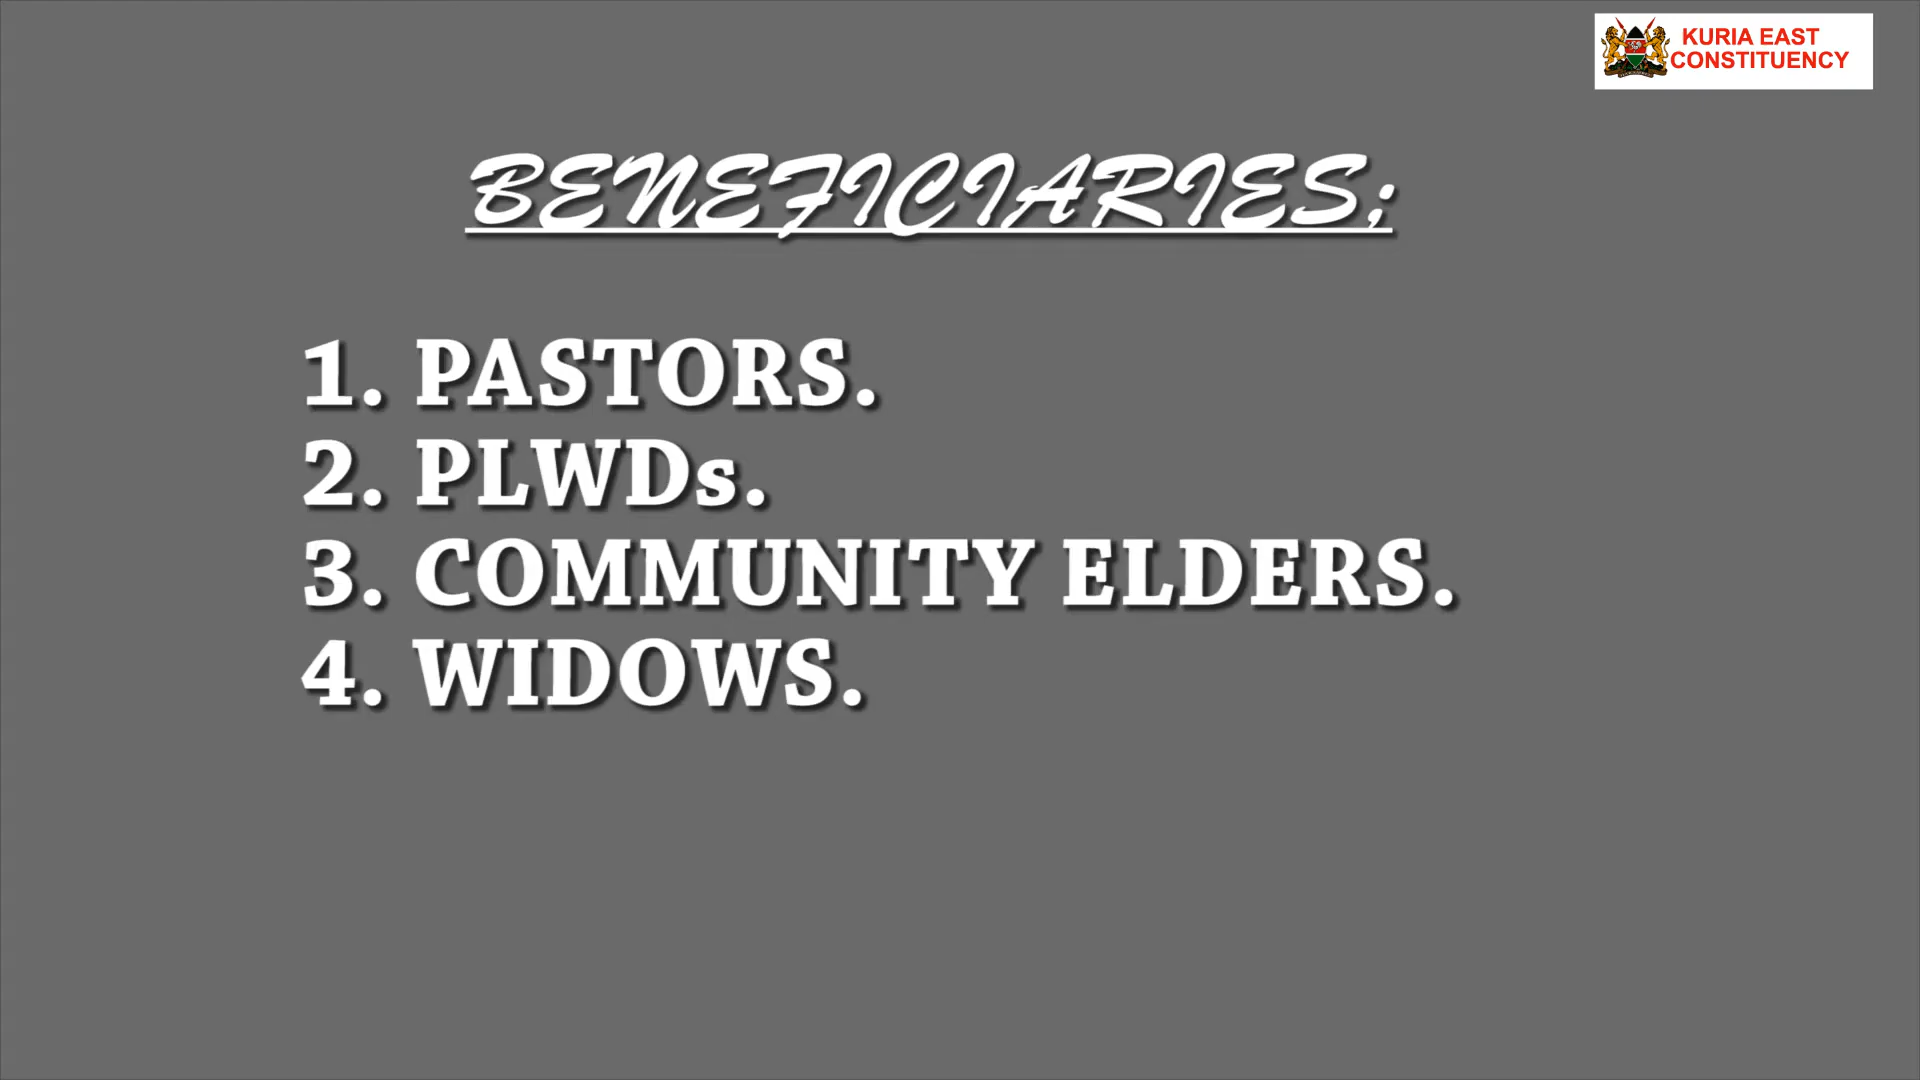 KURIA EAST
CONSTITUENCY
BENEFICIARIES;
1. PASTORS.
2. PLWDs.
3. COMMUNITY ELDERS.
4. WIDOWS.